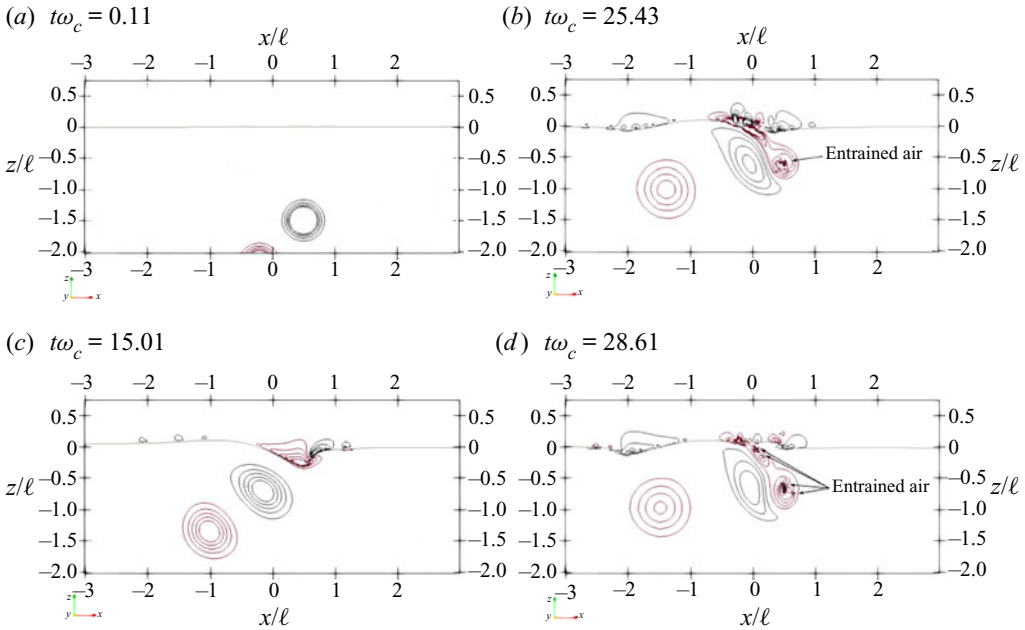 (a) tω_c = 0.11
x/ℓ
−3 −2 −1 0 1 2
0.5 0.5
0 0
z/ℓ −0.5 −0.5
−1.0 −1.0
−1.5 −1.5
−2.0 −2.0
−3 −2 −1 0 1 2
z
y x
(b) tω_c = 25.43
x/ℓ
−3 −2 −1 0 1 2
0.5 0.5
0 0
Entrained air
−0.5 −0.5 z/ℓ
−1.0 −1.0
−1.5 −1.5
−2.0 −2.0
−3 −2 −1 0 1 2
z
y x
(c) tω_c = 15.01
−3 −2 −1 0 1 2
0.5 0.5
0 0
z/ℓ −0.5 −0.5
−1.0 −1.0
−1.5 −1.5
−2.0 −2.0
−3 −2 −1 0 1 2
x/ℓ
z
y x
(d) tω_c = 28.61
−3 −2 −1 0 1 2
0.5 0.5
0 0
−0.5 −0.5 z/ℓ
Entrained air
−1.0 −1.0
−1.5 −1.5
−2.0 −2.0
−3 −2 −1 0 1 2
x/ℓ
z
y x